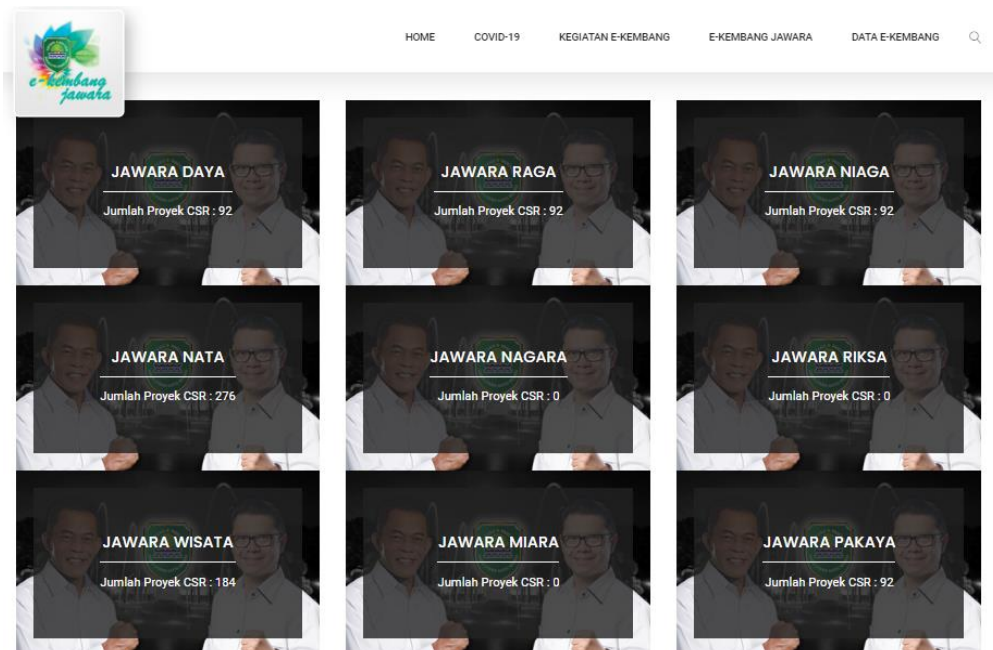 e-kembang
jawara
HOME
COVID-19
KEGIATAN E-KEMBANG
E-KEMBANG JAWARA
DATA E-KEMBANG
JAWARA DAYA
Jumlah Proyek CSR : 92
JAWARA RAGA
Jumlah Proyek CSR : 92
JAWARA NIAGA
Jumlah Proyek CSR : 92
JAWARA NATA
Jumlah Proyek CSR : 276
JAWARA NAGARA
Jumlah Proyek CSR : 0
JAWARA RIKSA
Jumlah Proyek CSR : 0
JAWARA WISATA
Jumlah Proyek CSR : 184
JAWARA MIARA
Jumlah Proyek CSR : 0
JAWARA PAKAYA
Jumlah Proyek CSR : 92